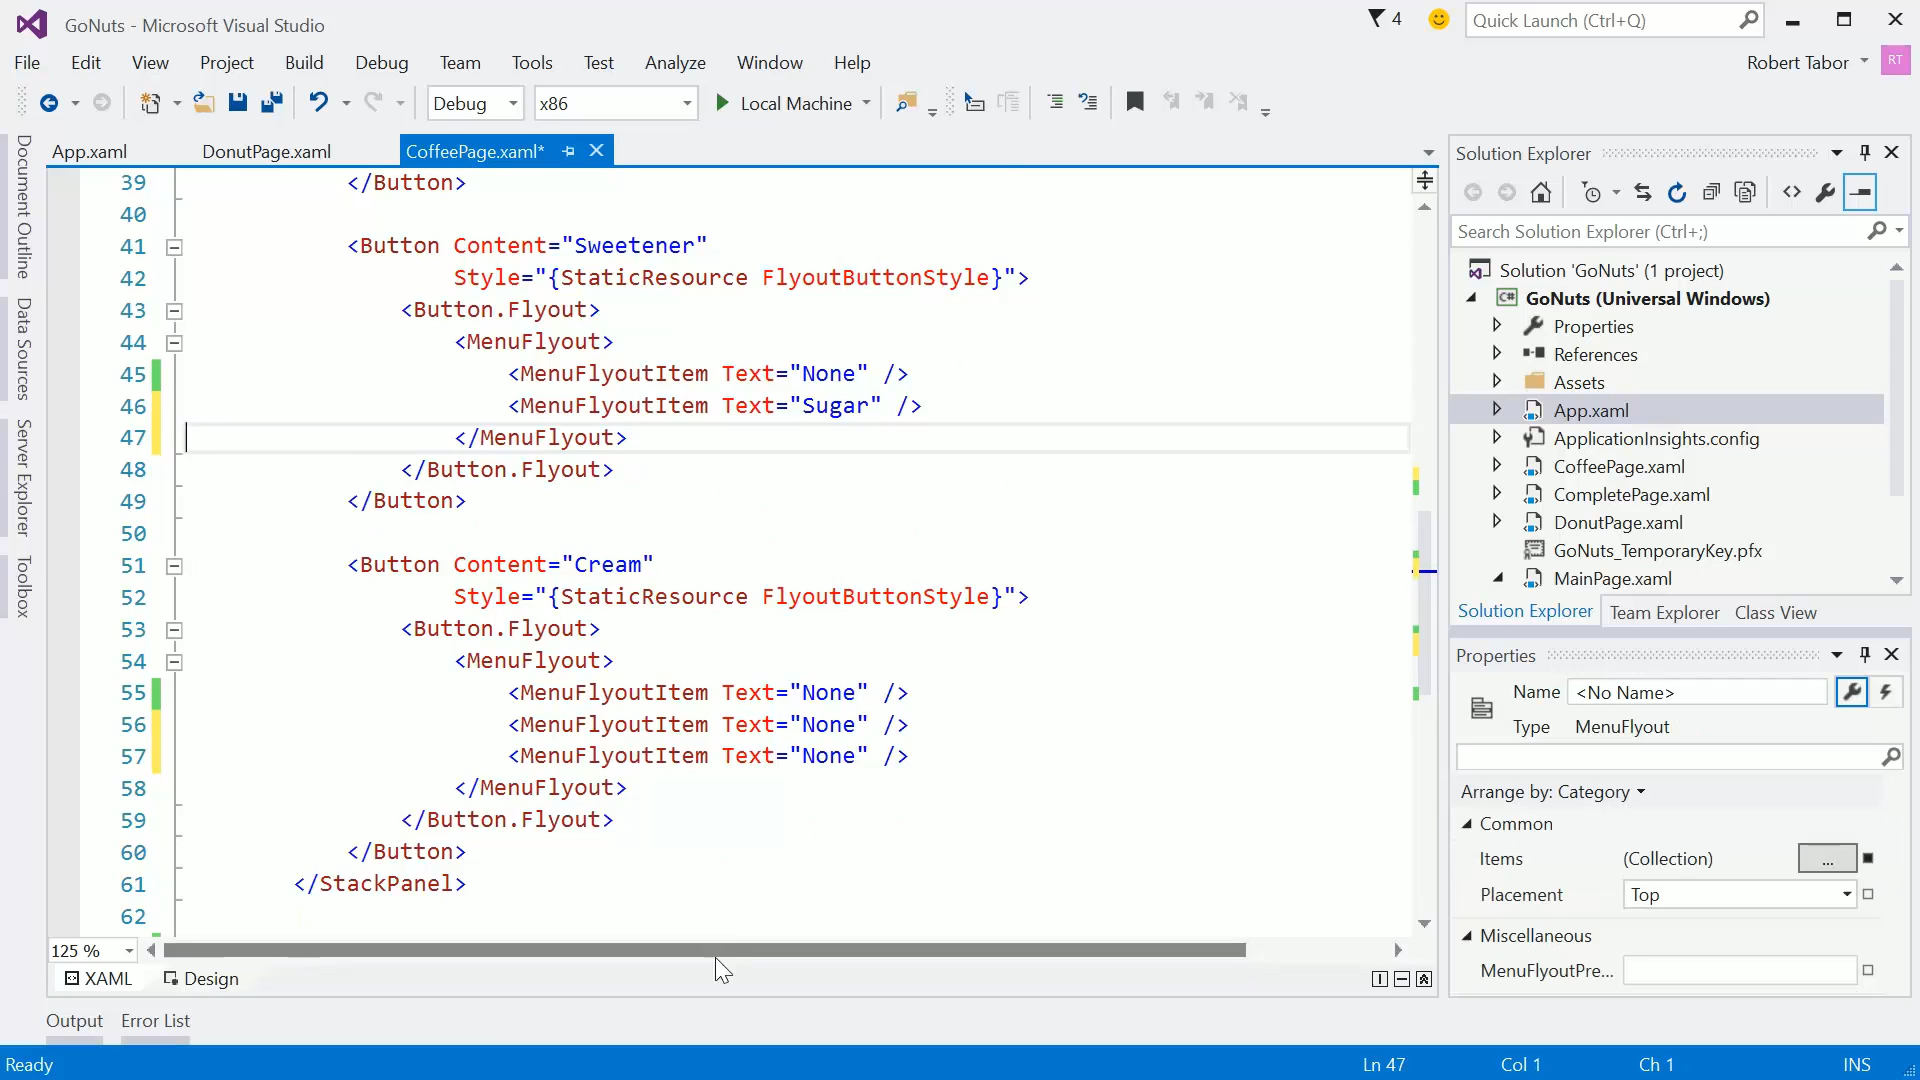 GoNuts - Microsoft Visual Studio
4
Quick Launch (Ctrl+Q)
File Edit View Project Build Debug Team Tools Test Analyze Window Help
Robert Tabor RT
Debug x86 Local Machine
App.xaml DonutPage.xaml CoffeePage.xaml*
Document Outline
Data Sources
Server Explorer
Toolbox
39 </Button>
40
41 <Button Content="Sweetener"
42 Style="{StaticResource FlyoutButtonStyle}">
43 <Button.Flyout>
44 <MenuFlyout>
45 <MenuFlyoutItem Text="None" />
46 <MenuFlyoutItem Text="Sugar" />
47 </MenuFlyout>
48 </Button.Flyout>
49 </Button>
50
51 <Button Content="Cream"
52 Style="{StaticResource FlyoutButtonStyle}">
53 <Button.Flyout>
54 <MenuFlyout>
55 <MenuFlyoutItem Text="None" />
56 <MenuFlyoutItem Text="None" />
57 <MenuFlyoutItem Text="None" />
58 </MenuFlyout>
59 </Button.Flyout>
60 </Button>
61 </StackPanel>
62
125 %
XAML Design
Output Error List
Solution Explorer
Search Solution Explorer (Ctrl+;)
Solution 'GoNuts' (1 project)
C# GoNuts (Universal Windows)
Properties
References
Assets
App.xaml
ApplicationInsights.config
CoffeePage.xaml
CompletePage.xaml
DonutPage.xaml
GoNuts_TemporaryKey.pfx
MainPage.xaml
Solution Explorer Team Explorer Class View
Properties
Name <No Name>
Type MenuFlyout
Arrange by: Category
Common
Items (Collection) ...
Placement Top
Miscellaneous
MenuFlyoutPre...
Ready Ln 47 Col 1 Ch 1 INS